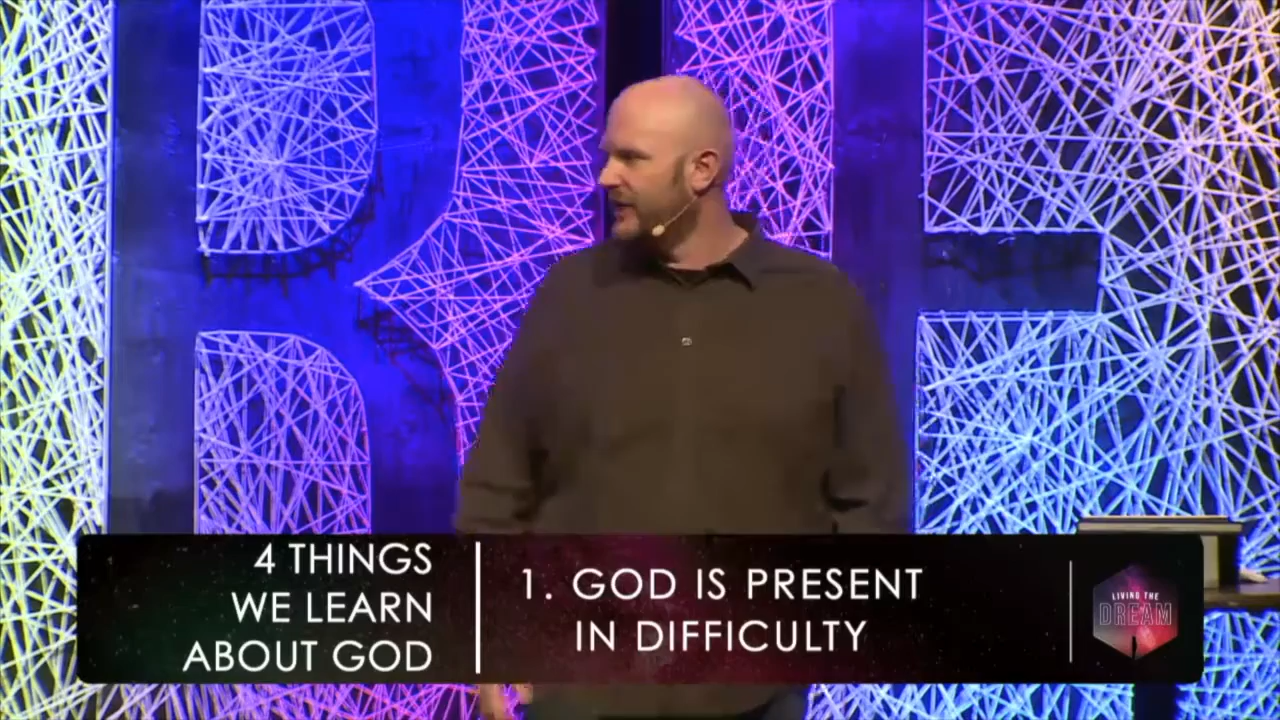 4 THINGS
WE LEARN
ABOUT GOD
1. GOD IS PRESENT
IN DIFFICULTY
LIVING THE
DREAM